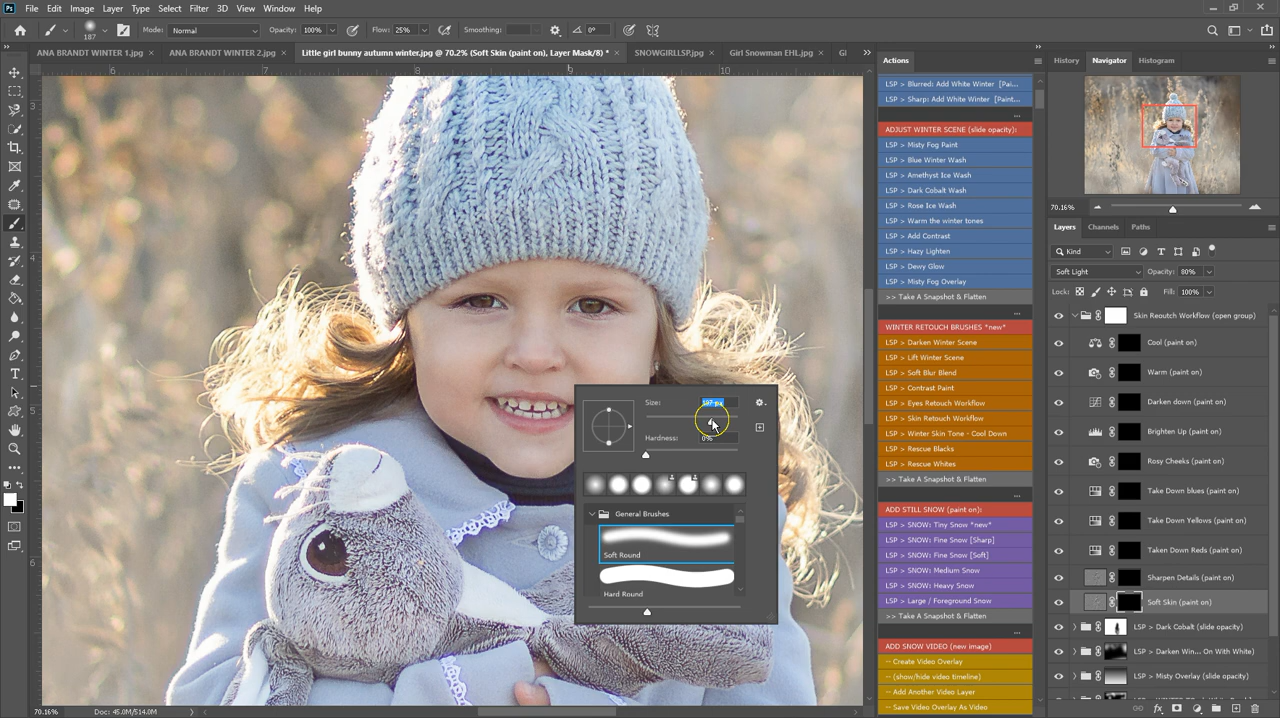 Ps File Edit Image Layer Type Select Filter 3D View Window Help
187 Mode: Normal Opacity: 100% Flow: 25% Smoothing: 0°
ANA BRANDT WINTER 1.jpg × ANA BRANDT WINTER 2.jpg × Little girl bunny autumn winter.jpg @ 70.2% (Soft Skin (paint on), Layer Mask/8) * × SNOWGIRLLSP.jpg × Girl Snowman EHL.jpg × GI
6 7 8 9 10
3
4
5
6
Size:
Hardness: 0%
General Brushes
Soft Round
Hard Round
70.16% Doc: 45.0M/514.0M
Actions
LSP > Blurred: Add White Winter [Pai...
LSP > Sharp: Add White Winter [Paint...
...
ADJUST WINTER SCENE (slide opacity):
LSP > Misty Fog Paint
LSP > Blue Winter Wash
LSP > Amethyst Ice Wash
LSP > Dark Cobalt Wash
LSP > Rose Ice Wash
LSP > Warm the winter tones
LSP > Add Contrast
LSP > Hazy Lighten
LSP > Dewy Glow
LSP > Misty Fog Overlay
>> Take A Snapshot & Flatten
...
WINTER RETOUCH BRUSHES *new*
LSP > Darken Winter Scene
LSP > Lift Winter Scene
LSP > Soft Blur Blend
LSP > Contrast Paint
LSP > Eyes Retouch Workflow
LSP > Skin Retouch Workflow
LSP > Winter Skin Tone - Cool Down
LSP > Rescue Blacks
LSP > Rescue Whites
>> Take A Snapshot & Flatten
...
ADD STILL SNOW (paint on):
LSP > SNOW: Tiny Snow *new*
LSP > SNOW: Fine Snow [Sharp]
LSP > SNOW: Fine Snow [Soft]
LSP > SNOW: Medium Snow
LSP > SNOW: Heavy Snow
LSP > Large / Foreground Snow
>> Take A Snapshot & Flatten
...
ADD SNOW VIDEO (new image)
-- Create Video Overlay
-- (show/hide video timeline)
-- Add Another Video Layer
-- Save Video Overlay As Video
History Navigator Histogram
70.16%
Layers Channels Paths
Kind
Soft Light Opacity: 80%
Lock: Fill: 100%
Skin Reoutch Workflow (open group)
Cool (paint on)
Warm (paint on)
Darken down (paint on)
Brighten Up (paint on)
Rosy Cheeks (paint on)
Take Down blues (paint on)
Take Down Yellows (paint on)
Taken Down Reds (paint on)
Sharpen Details (paint on)
Soft Skin (paint on)
LSP > Dark Cobalt (slide opacity)
LSP > Darken Win... On With White)
LSP > Misty Overlay (slide opacity)
fx